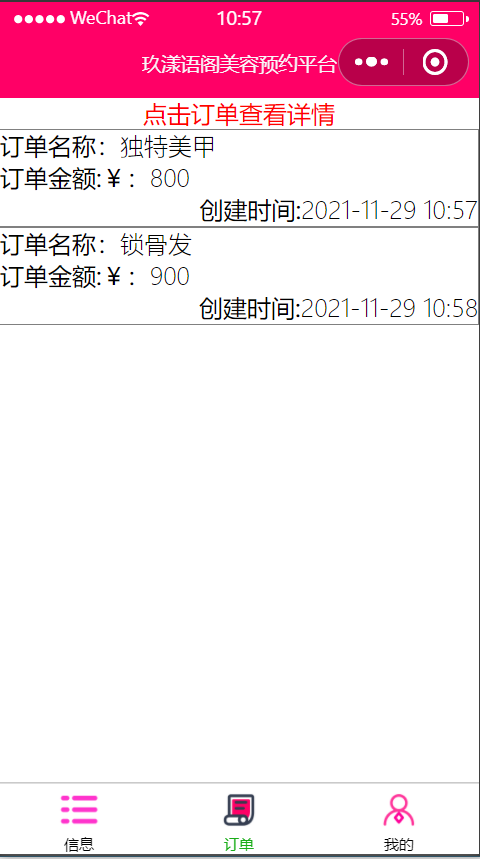 WeChat 10:57 55%
玖漾语阁美容预约平台
点击订单查看详情
订单名称：独特美甲
订单金额:￥：800
创建时间:2021-11-29 10:57
订单名称：锁骨发
订单金额:￥：900
创建时间:2021-11-29 10:58
信息 订单 我的